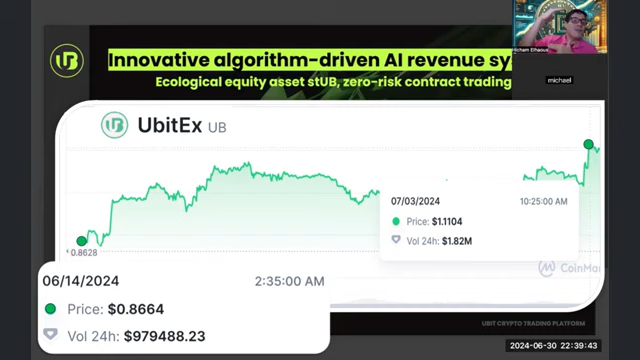 UB
Innovative algorithm-driven AI revenue sy
Ecological equity asset stUB, zero-risk contract trading
michael
UbitEx UB
07/03/2024 10:25:00 AM
Price: $1.1104
Vol 24h: $1.82M
0.8628
06/14/2024 2:35:00 AM
Price: $0.8664
Vol 24h: $979488.23
UBIT CRYPTO TRADING PLATFORM
2024-06-30 22:39:43